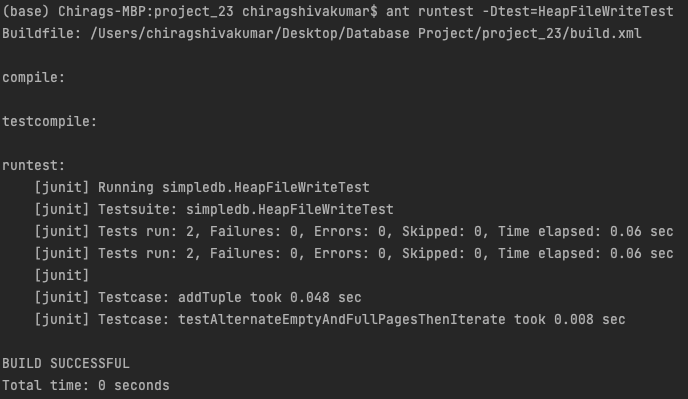 (base) Chirags-MBP:project_23 chiragshivakumar$ ant runtest -Dtest=HeapFileWriteTest
Buildfile: /Users/chiragshivakumar/Desktop/Database Project/project_23/build.xml
compile:
testcompile:
runtest:
[junit] Running simpledb.HeapFileWriteTest
[junit] Testsuite: simpledb.HeapFileWriteTest
[junit] Tests run: 2, Failures: 0, Errors: 0, Skipped: 0, Time elapsed: 0.06 sec
[junit] Tests run: 2, Failures: 0, Errors: 0, Skipped: 0, Time elapsed: 0.06 sec
[junit]
[junit] Testcase: addTuple took 0.048 sec
[junit] Testcase: testAlternateEmptyAndFullPagesThenIterate took 0.008 sec
BUILD SUCCESSFUL
Total time: 0 seconds